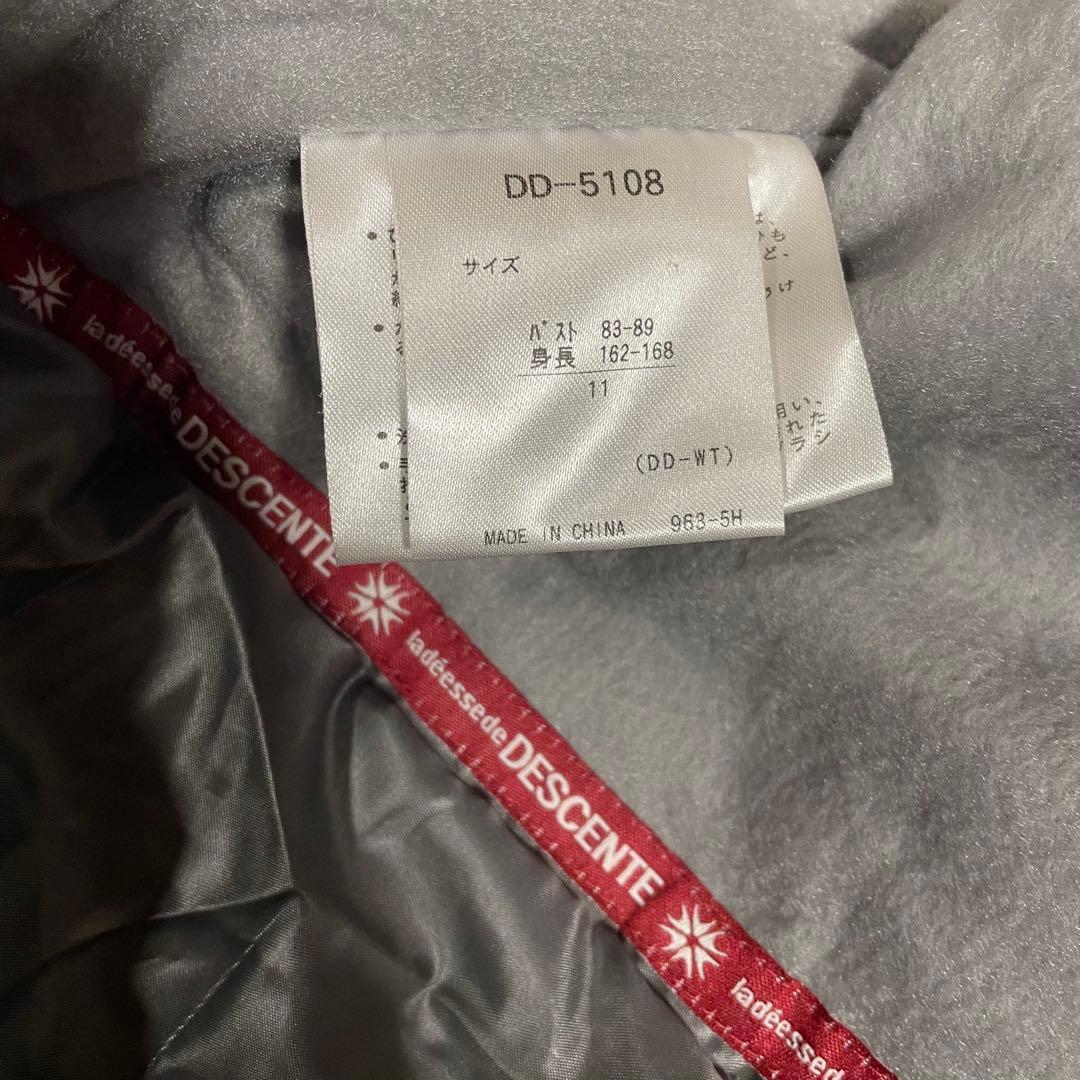 DD-5108
サイズ
バスト 83-89
身長 162-168
11
(DD-WT)
MADE IN CHINA 963-5H
ladéessede DESCENTE
ladéessede DESCENTE
ladéessede